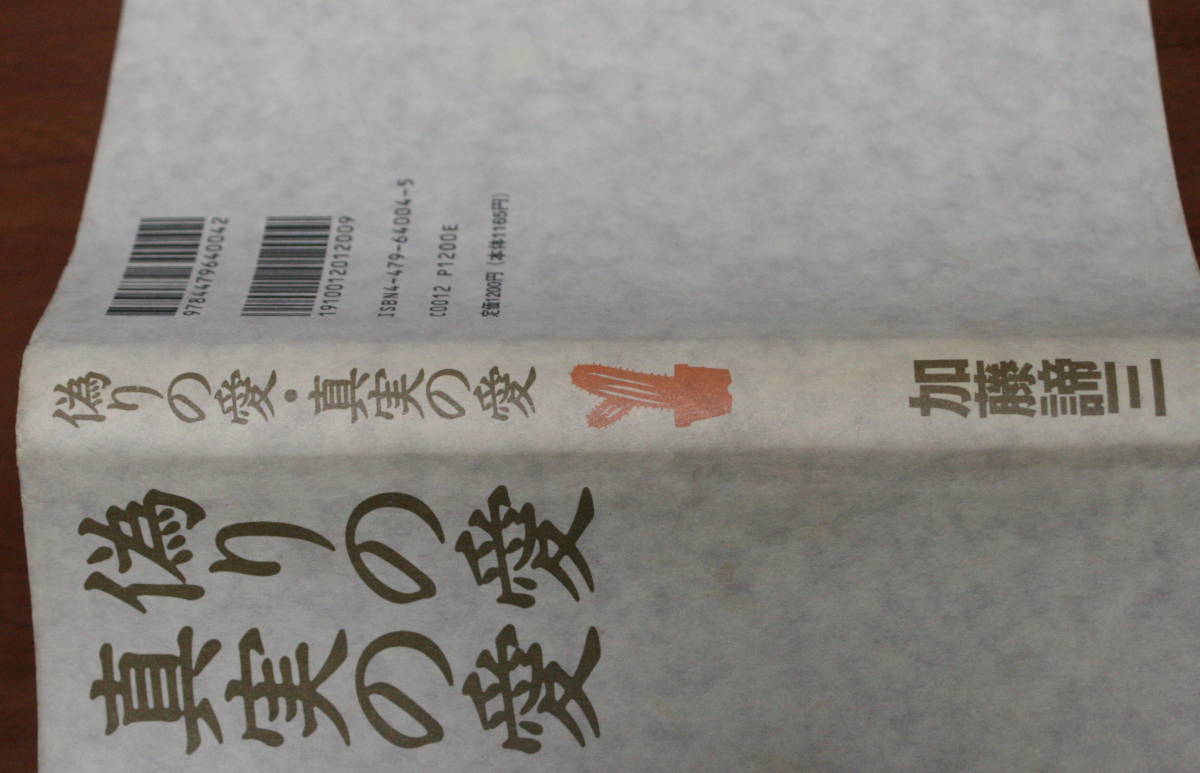 9784479640042
1910012012009
ISBN4-479-64004-5
C0012 P1200E
定価1200円（本体1165円）
偽りの愛・真実の愛
加藤諦三
偽りの愛
真実の愛